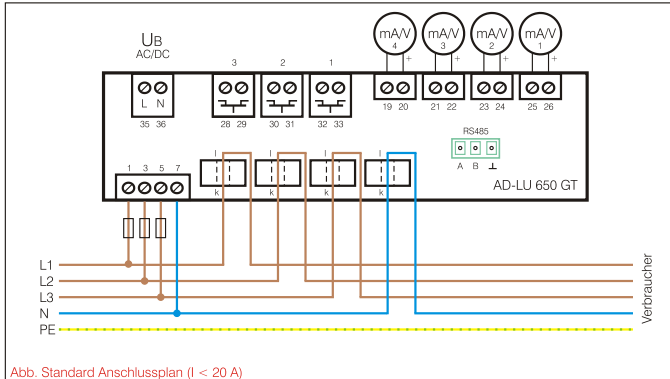 UB
AC/DC
mA/V
4
+
mA/V
3
+
mA/V
2
+
mA/V
1
+
3
2
1
L N
35 36
28 29
30 31
32 33
19 20
21 22
23 24
25 26
RS485
A B ⊥
AD-LU 650 GT
1 3 5 7
l
k
l
k
l
k
l
k
L1
L2
L3
N
PE
Verbraucher
Abb. Standard Anschlussplan (I < 20 A)